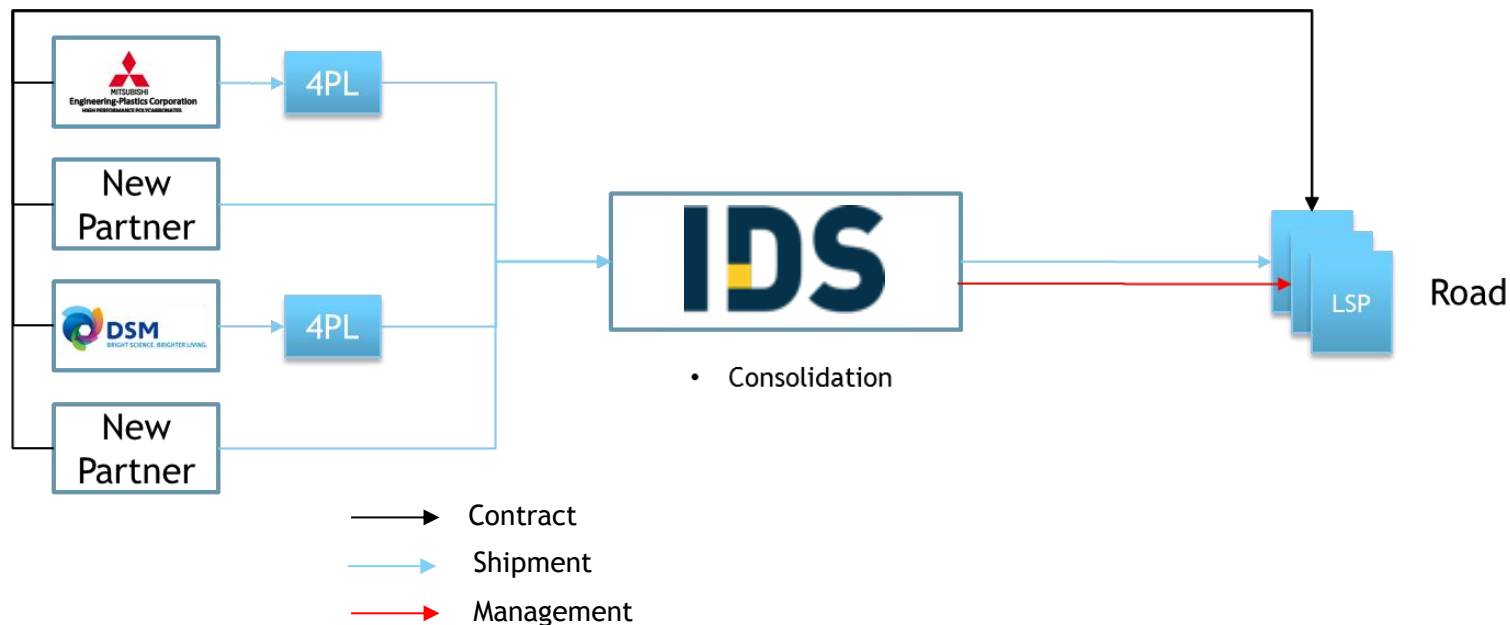 MITSUBISHI
Engineering-Plastics Corporation
HIGH PERFORMANCE POLYCARBONATES
4PL
New
Partner
DSM
BRIGHT SCIENCE. BRIGHTER LIVING.
4PL
New
Partner
IDS
• Consolidation
LSP
Road
Contract
Shipment
Management